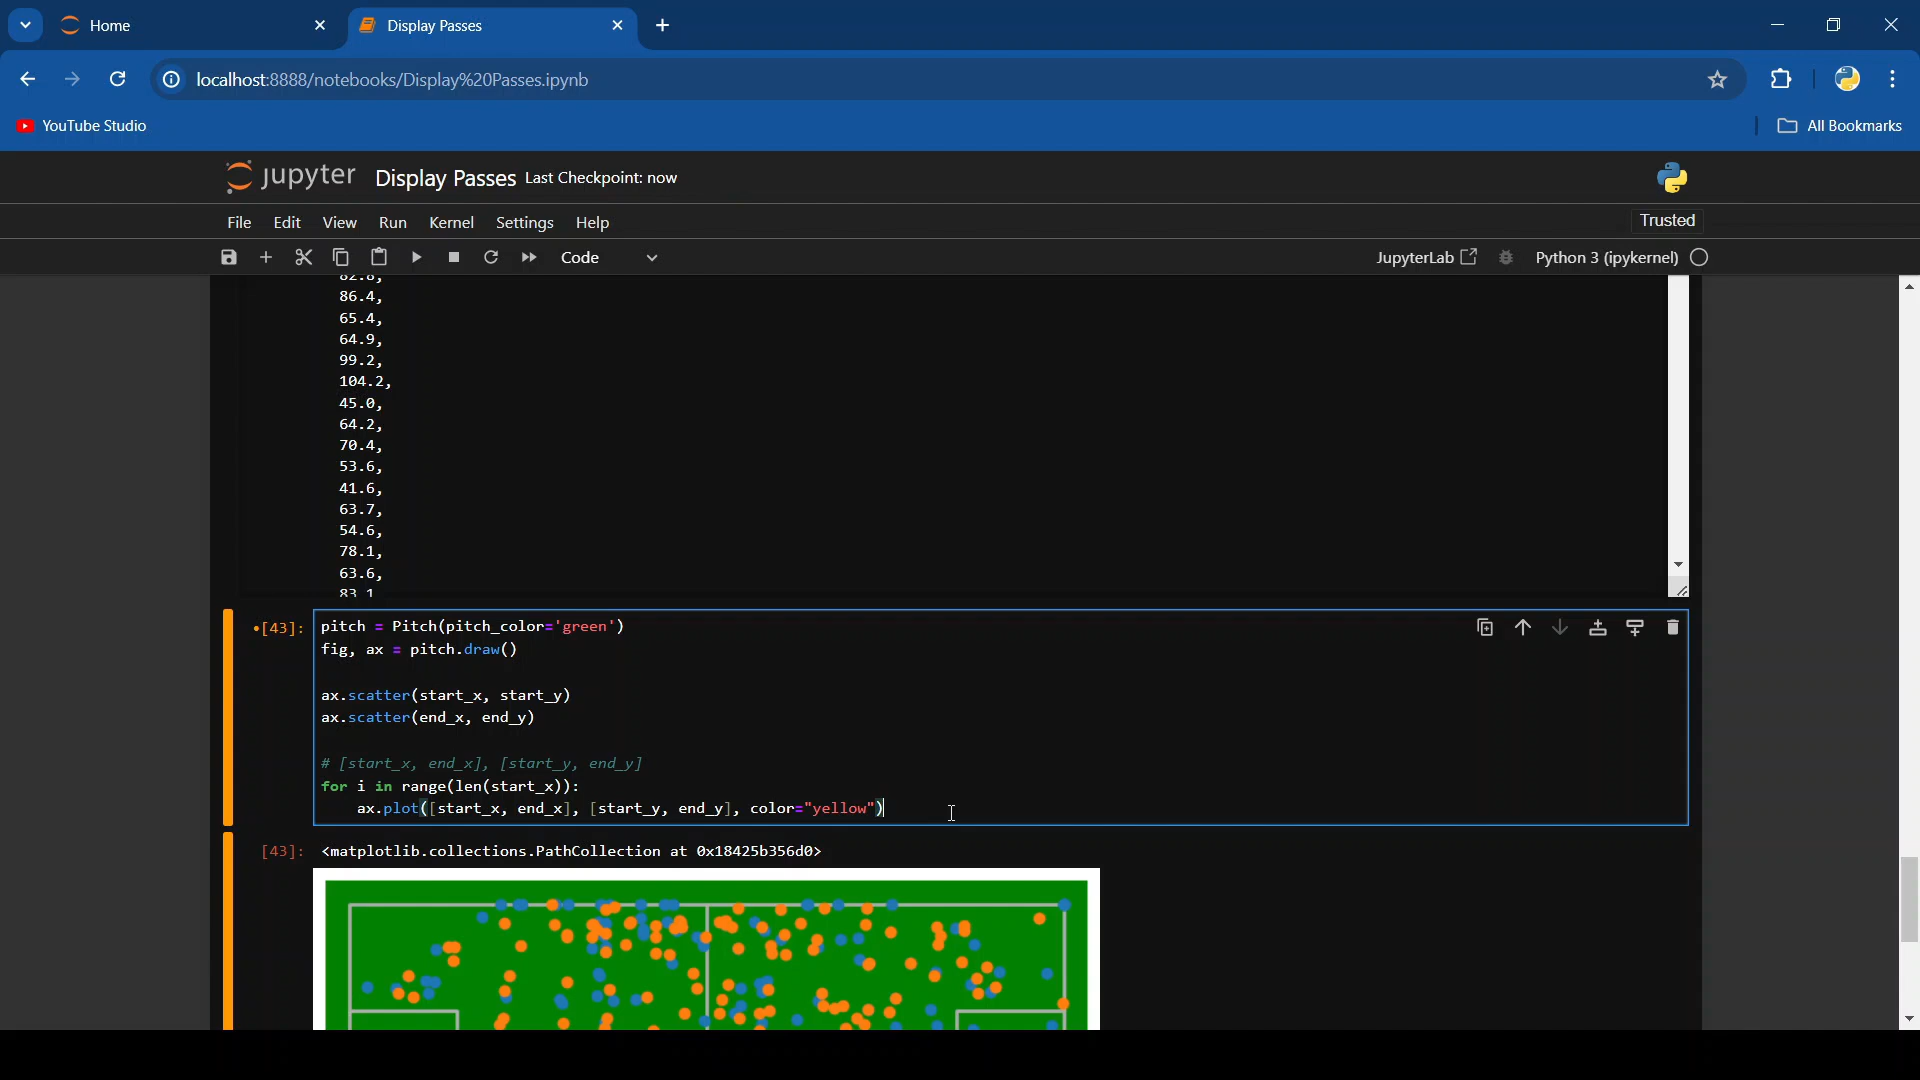 Home
Display Passes
localhost:8888/notebooks/Display%20Passes.ipynb
YouTube Studio
All Bookmarks
jupyter Display Passes Last Checkpoint: now
File Edit View Run Kernel Settings Help
Trusted
Code
JupyterLab
Python 3 (ipykernel)
82.8,
86.4,
65.4,
64.9,
99.2,
104.2,
45.0,
64.2,
70.4,
53.6,
41.6,
63.7,
54.6,
78.1,
63.6,
83.1
•[43]: pitch = Pitch(pitch_color='green')
fig, ax = pitch.draw()
ax.scatter(start_x, start_y)
ax.scatter(end_x, end_y)
# [start_x, end_x], [start_y, end_y]
for i in range(len(start_x)):
ax.plot([start_x, end_x], [start_y, end_y], color="yellow")
[43]: <matplotlib.collections.PathCollection at 0x18425b356d0>